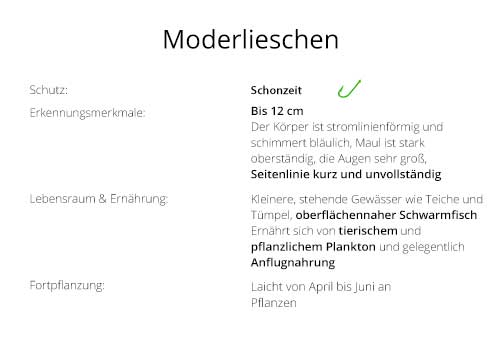 Moderlieschen
Schutz: Schonzeit
Erkennungsmerkmale: Bis 12 cm
Der Körper ist stromlinienförmig und
schimmert bläulich, Maul ist stark
oberständig, die Augen sehr groß,
Seitenlinie kurz und unvollständig
Lebensraum & Ernährung: Kleinere, stehende Gewässer wie Teiche und
Tümpel, oberflächennaher Schwarmfisch
Ernährt sich von tierischem und
pflanzlichem Plankton und gelegentlich
Anflugnahrung
Fortpflanzung: Laicht von April bis Juni an
Pflanzen